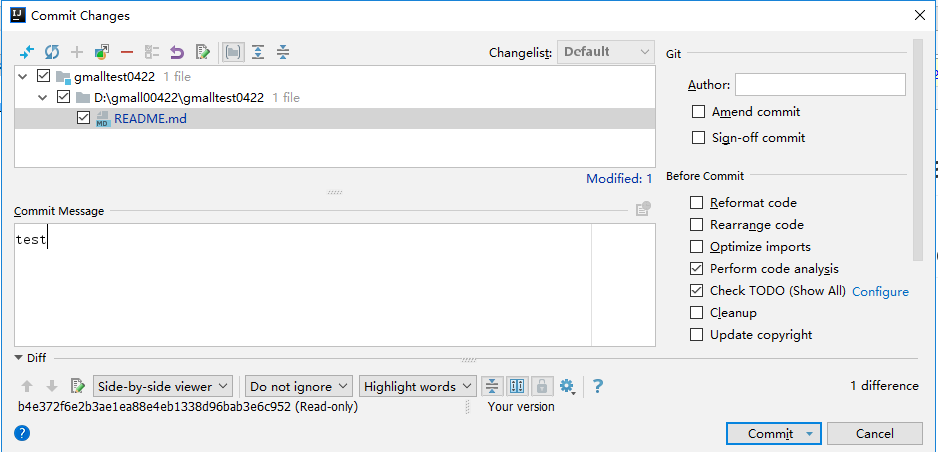 Commit Changes
Changelist: Default
gmalltest0422 1 file
D:\gmall00422\gmalltest0422 1 file
MD README.md
Modified: 1
Commit Message
test
Git
Author:
Amend commit
Sign-off commit
Before Commit
Reformat code
Rearrange code
Optimize imports
Perform code analysis
Check TODO (Show All) Configure
Cleanup
Update copyright
Diff
Side-by-side viewer Do not ignore Highlight words ? 1 difference
b4e372f6e2b3ae1ea88e4eb1338d96bab3e6c952 (Read-only) Your version
? Commit Cancel